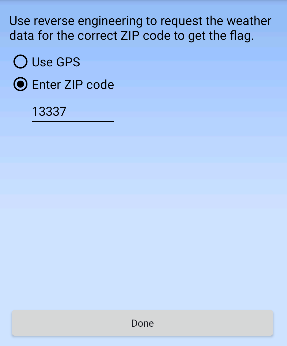 Use reverse engineering to request the weather
data for the correct ZIP code to get the flag.
Use GPS
Enter ZIP code
13337
Done